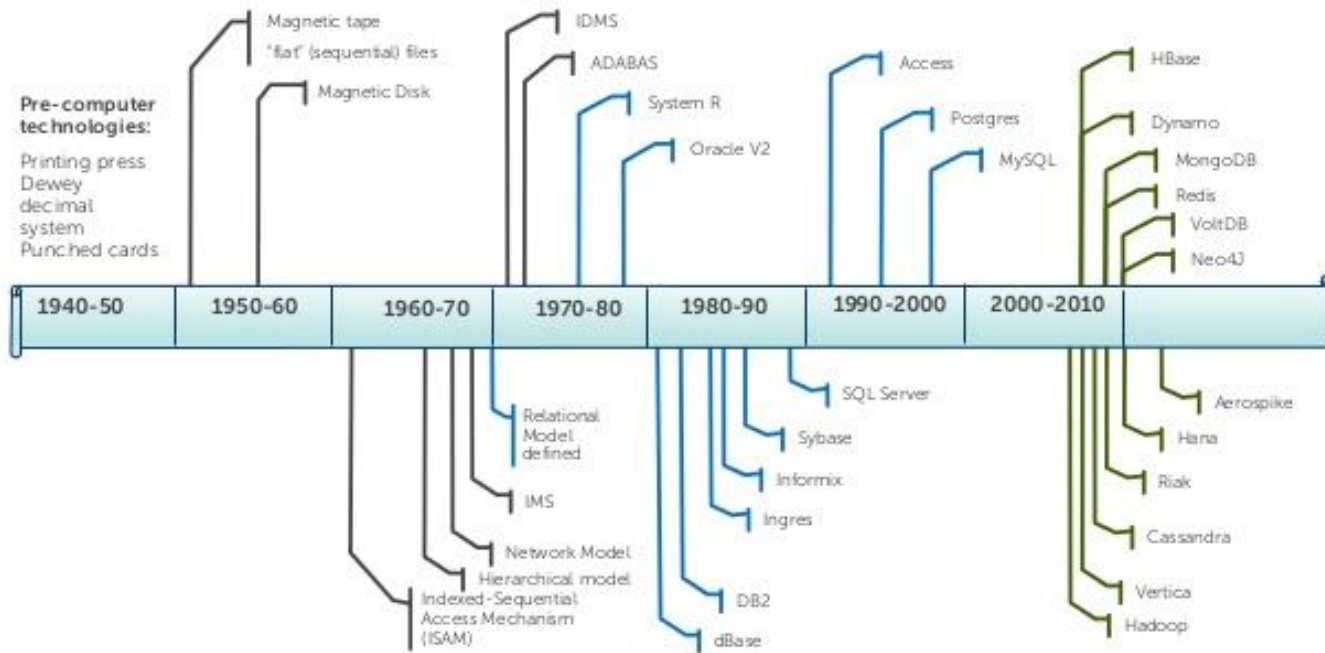 Magnetic tape
"flat" (sequential) files
Magnetic Disk
Pre-computer
technologies:
Printing press
Dewey
decimal
system
Punched cards
IDMS
ADABAS
System R
Oracle V2
Access
Postgres
MySQL
HBase
Dynamo
MongoDB
Redis
VoltDB
Neo4J
1940-50
1950-60
1960-70
1970-80
1980-90
1990-2000
2000-2010
Relational
Model
defined
IMS
Network Model
Hierarchical model
Indexed-Sequential
Access Mechanism
(ISAM)
SQL Server
Sybase
Informix
Ingres
DB2
dBase
Aerospike
Hana
Riak
Cassandra
Vertica
Hadoop